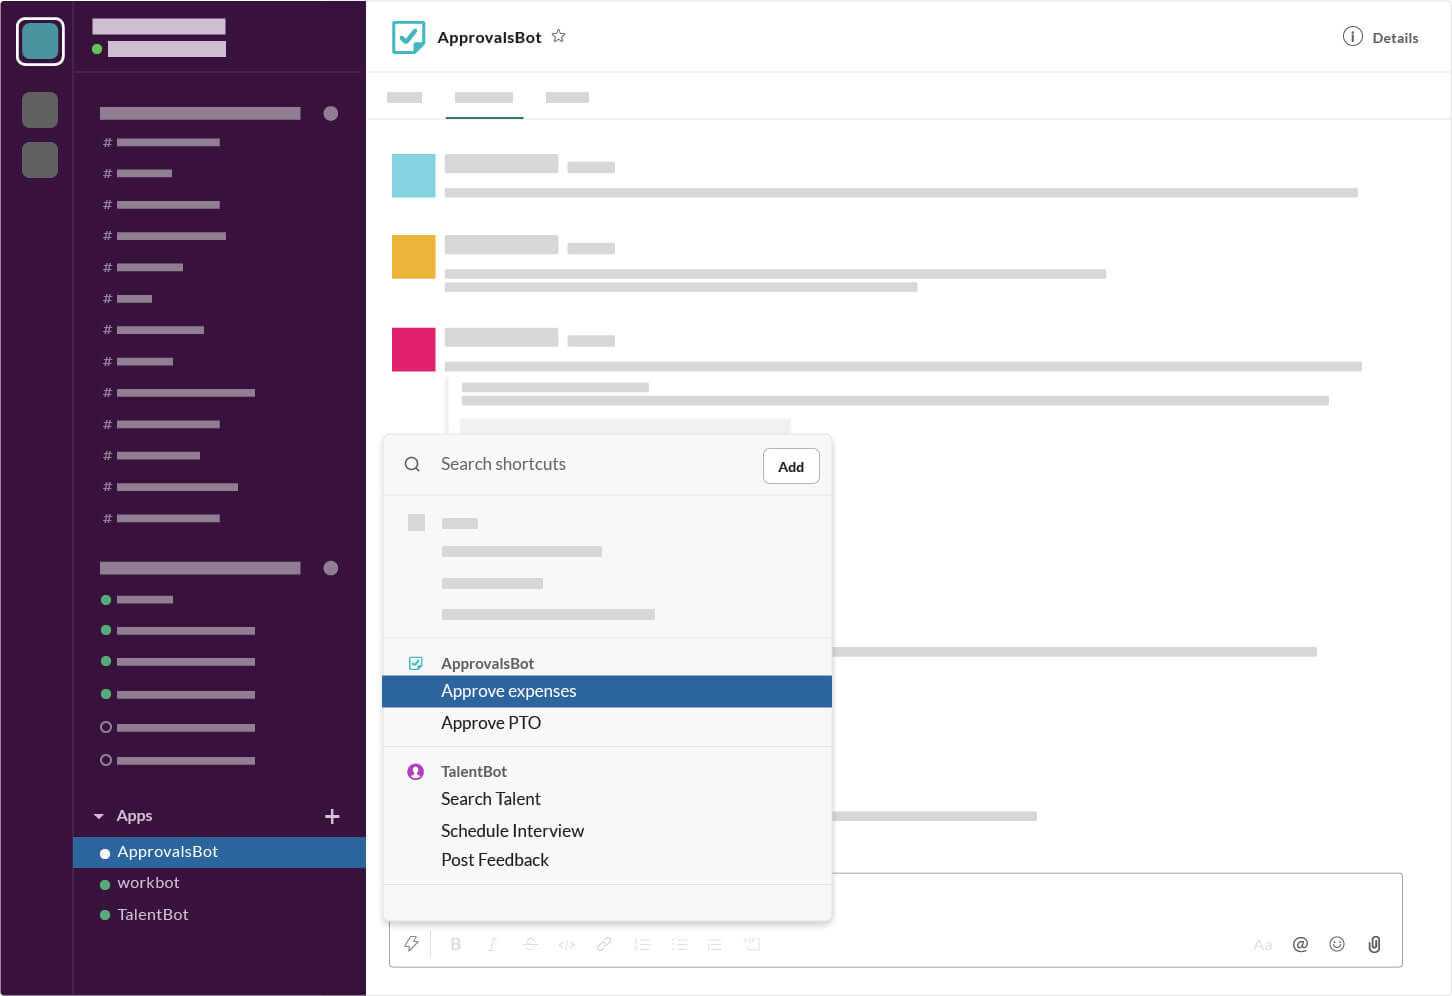 ApprovalsBot
Details
#
#
#
#
#
#
#
#
#
#
#
#
#
Apps
ApprovalsBot
workbot
TalentBot
Search shortcuts
Add
ApprovalsBot
Approve expenses
Approve PTO
TalentBot
Search Talent
Schedule Interview
Post Feedback
B I S </> Aa @